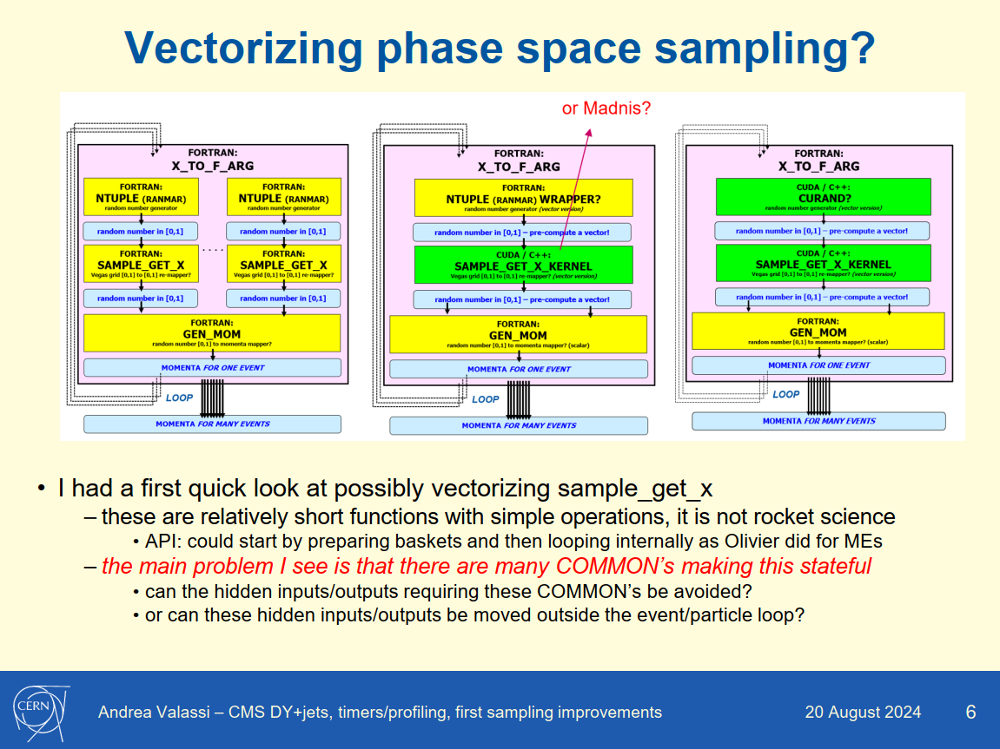 Vectorizing phase space sampling?
or Madnis?
FORTRAN:
X_TO_F_ARG
FORTRAN:
NTUPLE (RANMAR)
random number generator
FORTRAN:
NTUPLE (RANMAR)
random number generator
random number in [0,1]
random number in [0,1]
FORTRAN:
SAMPLE_GET_X
Vegas grid [0,1] to [0,1] re-mapper?
. . . .
FORTRAN:
SAMPLE_GET_X
Vegas grid [0,1] to [0,1] re-mapper?
random number in [0,1]
random number in [0,1]
FORTRAN:
GEN_MOM
random number [0,1] to momenta mapper?
MOMENTA FOR ONE EVENT
LOOP
MOMENTA FOR MANY EVENTS
FORTRAN:
X_TO_F_ARG
FORTRAN:
NTUPLE (RANMAR) WRAPPER?
random number generator (vector version)
random number in [0,1] – pre-compute a vector!
CUDA / C++:
SAMPLE_GET_X_KERNEL
Vegas grid [0,1] to [0,1] re-mapper? (vector version)
random number in [0,1] – pre-compute a vector!
FORTRAN:
GEN_MOM
random number [0,1] to momenta mapper? (scalar)
MOMENTA FOR ONE EVENT
LOOP
MOMENTA FOR MANY EVENTS
FORTRAN:
X_TO_F_ARG
CUDA / C++:
CURAND?
random number generator (vector version)
random number in [0,1] – pre-compute a vector!
CUDA / C++:
SAMPLE_GET_X_KERNEL
Vegas grid [0,1] to [0,1] re-mapper? (vector version)
random number in [0,1] – pre-compute a vector!
FORTRAN:
GEN_MOM
random number [0,1] to momenta mapper? (scalar)
MOMENTA FOR ONE EVENT
LOOP
MOMENTA FOR MANY EVENTS
• I had a first quick look at possibly vectorizing sample_get_x
– these are relatively short functions with simple operations, it is not rocket science
• API: could start by preparing baskets and then looping internally as Olivier did for MEs
– the main problem I see is that there are many COMMON's making this stateful
• can the hidden inputs/outputs requiring these COMMON's be avoided?
• or can these hidden inputs/outputs be moved outside the event/particle loop?
CERN
Andrea Valassi – CMS DY+jets, timers/profiling, first sampling improvements
20 August 2024
6